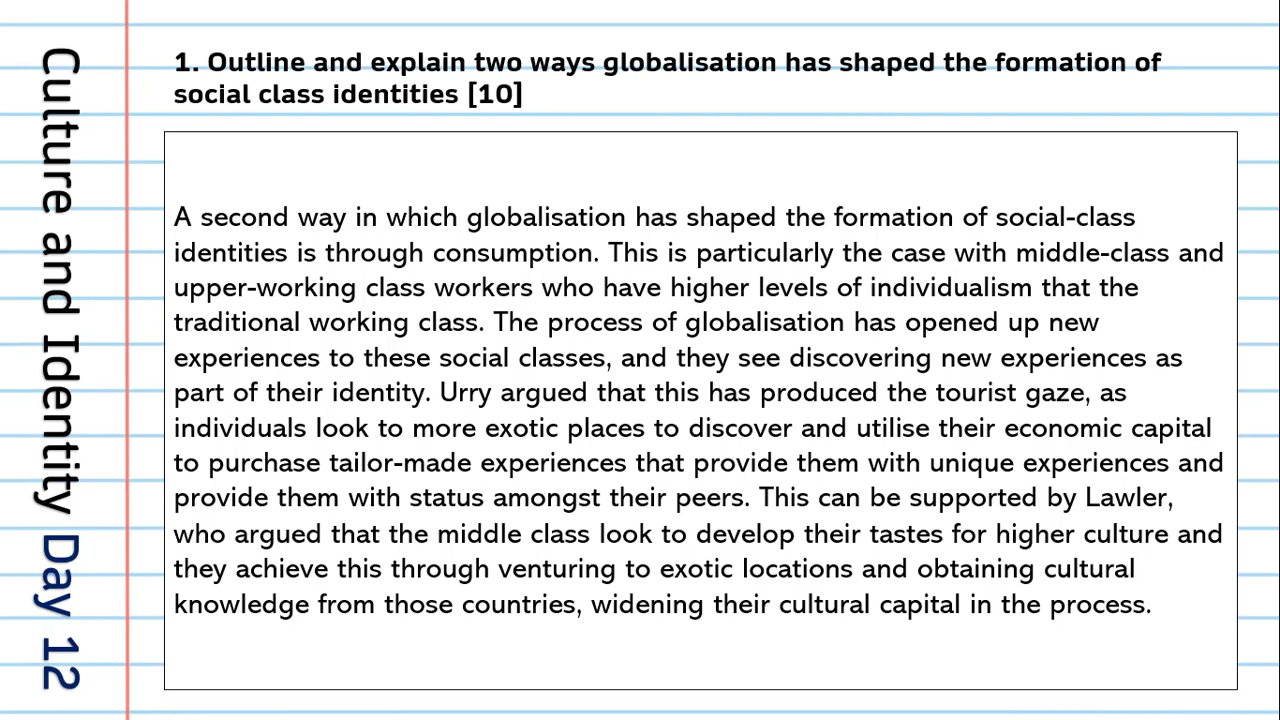 Culture and Identity Day 12
1. Outline and explain two ways globalisation has shaped the formation of
social class identities [10]
A second way in which globalisation has shaped the formation of social-class
identities is through consumption. This is particularly the case with middle-class and
upper-working class workers who have higher levels of individualism that the
traditional working class. The process of globalisation has opened up new
experiences to these social classes, and they see discovering new experiences as
part of their identity. Urry argued that this has produced the tourist gaze, as
individuals look to more exotic places to discover and utilise their economic capital
to purchase tailor-made experiences that provide them with unique experiences and
provide them with status amongst their peers. This can be supported by Lawler,
who argued that the middle class look to develop their tastes for higher culture and
they achieve this through venturing to exotic locations and obtaining cultural
knowledge from those countries, widening their cultural capital in the process.